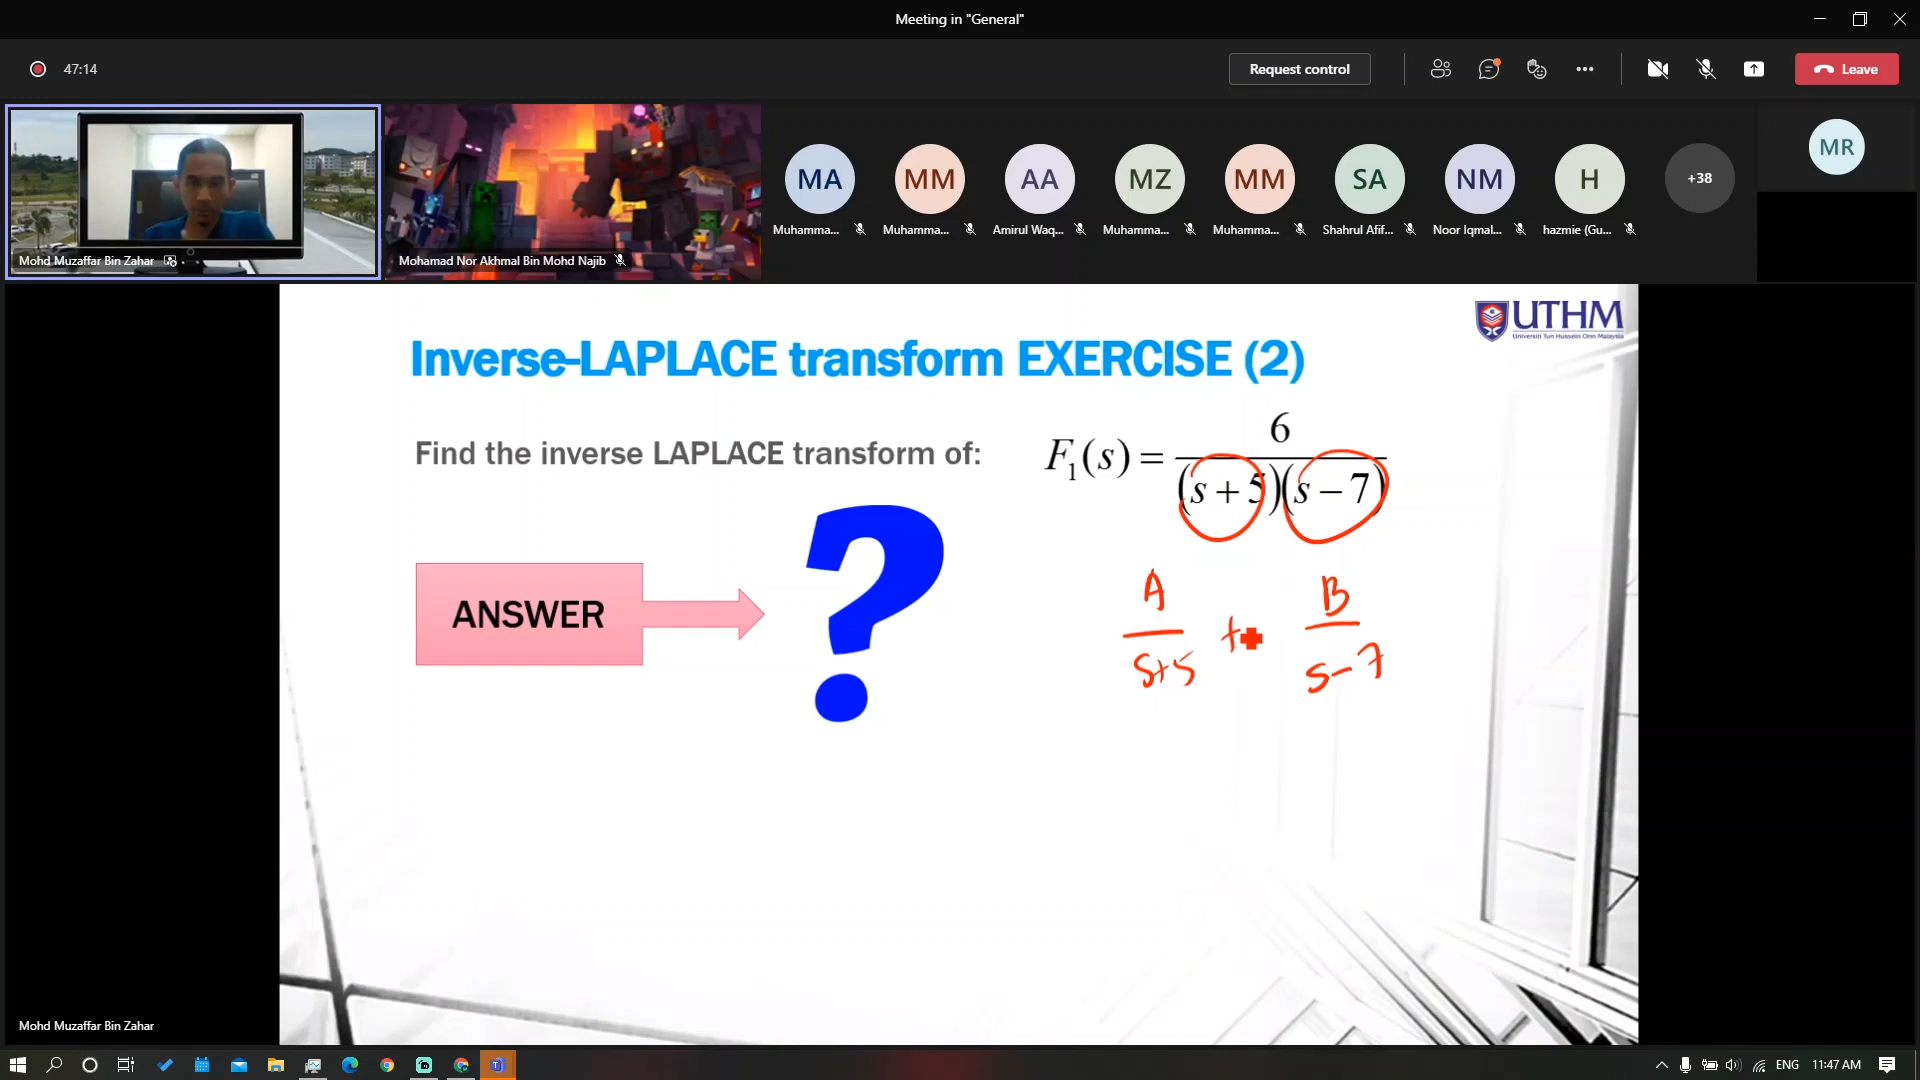 Meeting in "General"
47:14
Request control
Leave
MA
MM
AA
MZ
MM
SA
NM
H
+38
MR
Mohd Muzaffar Bin Zahar
Mohamad Nor Akhmal Bin Mohd Najib
Muhamma...
Muhamma...
Amirul Waq...
Muhamma...
Muhamma...
Shahrul Afif...
Noor Iqmal...
hazmie (Gu...
UTHM
Universiti Tun Hussein Onn Malaysia
Inverse-LAPLACE transform EXERCISE (2)
Find the inverse LAPLACE transform of:
F₁(s) = 6 / (s + 5)(s − 7)
ANSWER
?
A / s+5 + B / s-7
Mohd Muzaffar Bin Zahar
ENG
11:47 AM